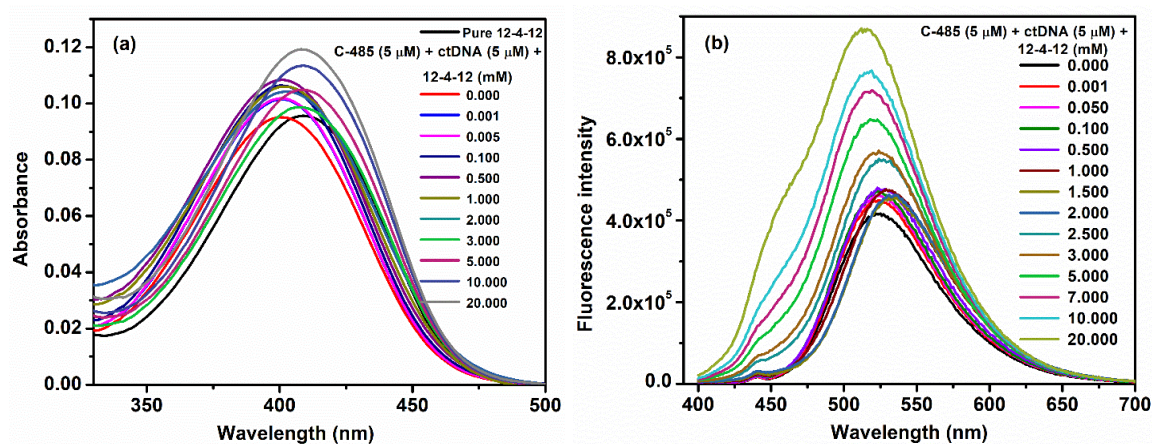 (a)
Pure 12-4-12
C-485 (5 μM) + ctDNA (5 μM) +
12-4-12 (mM)
0.000
0.001
0.005
0.100
0.500
1.000
2.000
3.000
5.000
10.000
20.000
0.12
0.10
0.08
0.06
0.04
0.02
0.00
Absorbance
350
400
450
500
Wavelength (nm)
(b)
C-485 (5 μM) + ctDNA (5 μM) +
12-4-12 (mM)
0.000
0.001
0.050
0.100
0.500
1.000
1.500
2.000
2.500
3.000
5.000
7.000
10.000
20.000
8.0x10⁵
6.0x10⁵
4.0x10⁵
2.0x10⁵
0.0
Fluorescence intensity
400
450
500
550
600
650
700
Wavelength (nm)